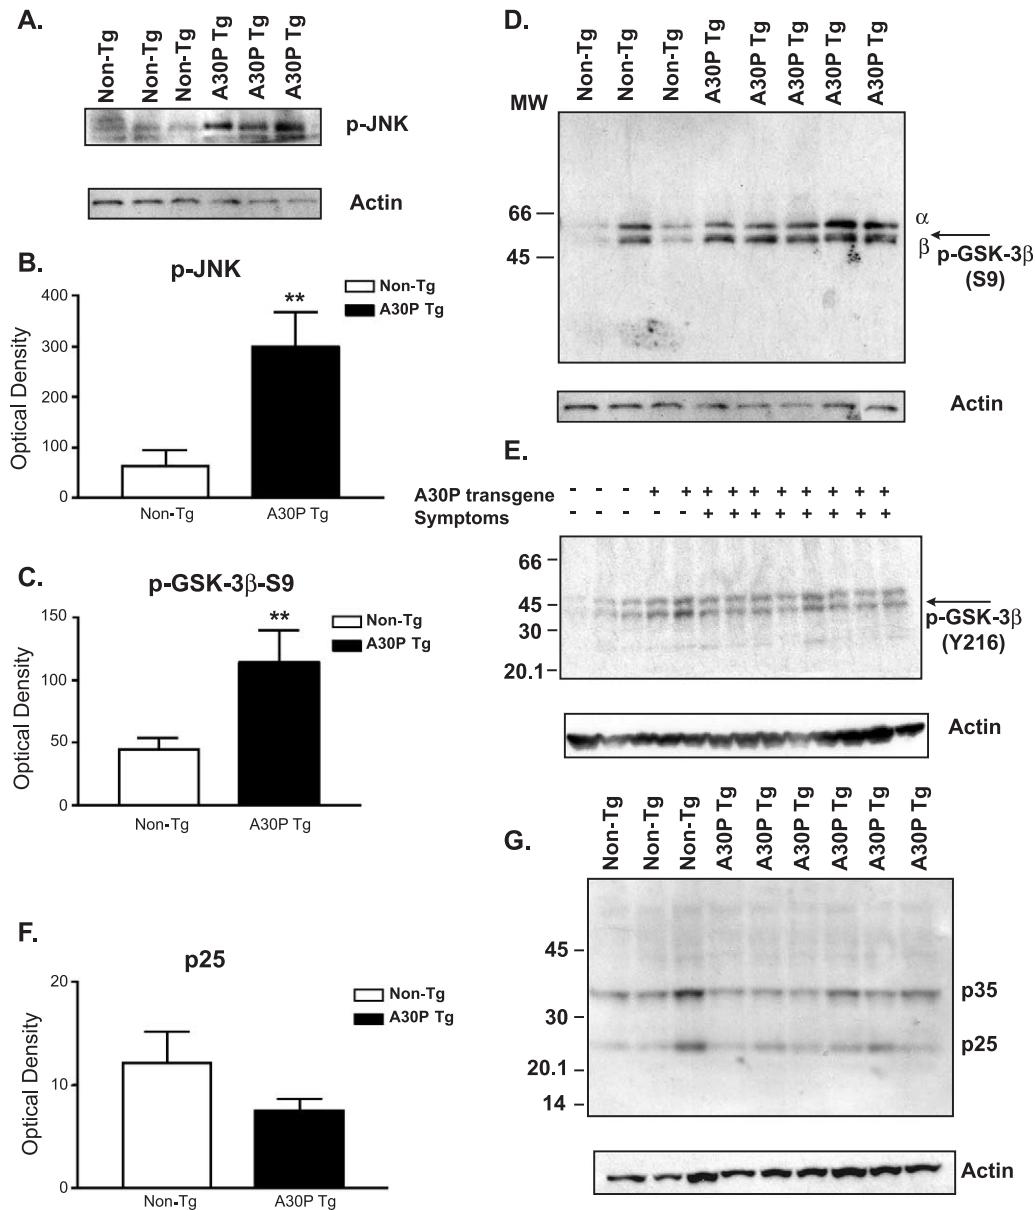 A.
Non-Tg
Non-Tg
Non-Tg
A30P Tg
A30P Tg
A30P Tg
p-JNK
Actin
B.
p-JNK
Non-Tg
A30P Tg
**
Optical Density
400
300
200
100
0
Non-Tg
A30P Tg
C.
p-GSK-3β-S9
Non-Tg
A30P Tg
**
Optical Density
150
100
50
0
Non-Tg
A30P Tg
D.
Non-Tg
Non-Tg
Non-Tg
A30P Tg
A30P Tg
A30P Tg
A30P Tg
A30P Tg
MW
66
45
α
β
p-GSK-3β
(S9)
Actin
E.
A30P transgene - - - + + + + + + + + + +
Symptoms - - - - - + + + + + + + +
66
45
30
20.1
p-GSK-3β
(Y216)
Actin
F.
p25
Non-Tg
A30P Tg
Optical Density
20
10
0
Non-Tg
A30P Tg
G.
Non-Tg
Non-Tg
Non-Tg
A30P Tg
A30P Tg
A30P Tg
A30P Tg
A30P Tg
A30P Tg
45
30
20.1
14
p35
p25
Actin